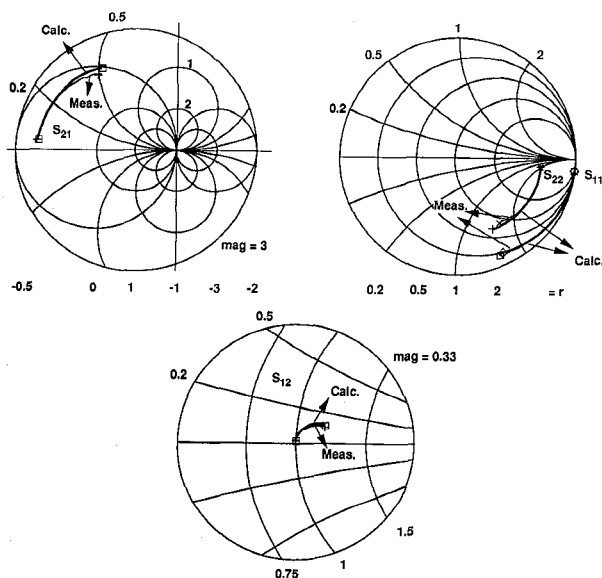 0.5
Calc.
0.2
Meas.
S21
1
2
mag = 3
-0.5 0 1 -1 -3 -2
1
0.5
2
0.2
S22
S11
Meas.
Calc.
0.2 0.5 1 2 = r
0.5
mag = 0.33
0.2
S12
Calc.
Meas.
1.5
1
0.75